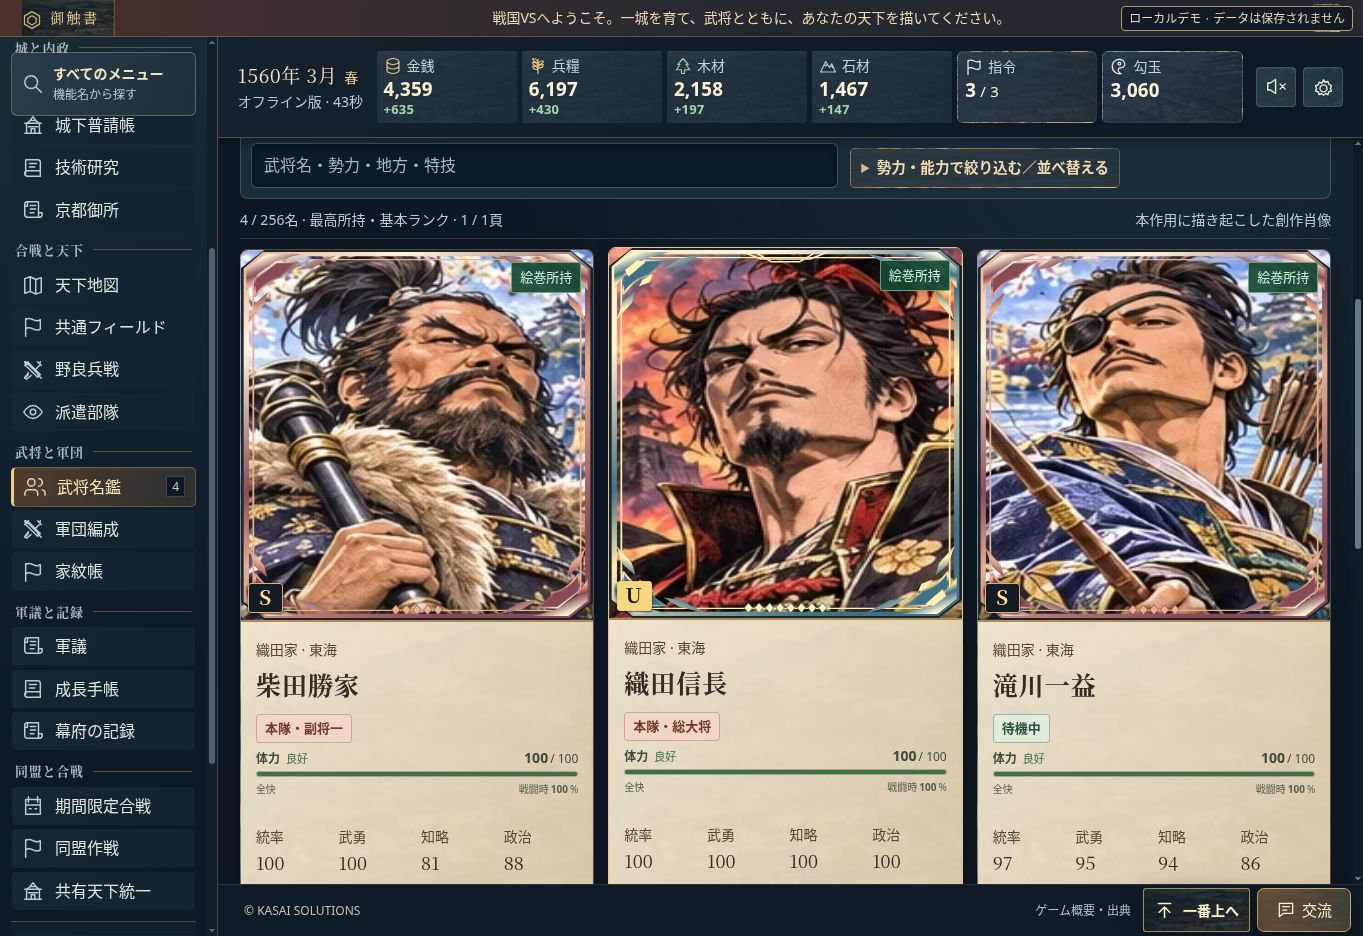 御触書
戦国VSへようこそ。一城を育て、武将とともに、あなたの天下を描いてください。
ローカルデモ · データは保存されません
城と内政
すべてのメニュー
機能名から探す
城下普請帳
技術研究
京都御所
合戦と天下
天下地図
共通フィールド
野良兵戦
派遣部隊
武将と軍団
武将名鑑 4
軍団編成
家紋帳
軍議と記録
軍議
成長手帳
幕府の記録
同盟と合戦
期間限定合戦
同盟作戦
共有天下統一
1560年 3月 春
オフライン版 · 43秒
金銭
4,359
+635
兵糧
6,197
+430
木材
2,158
+197
石材
1,467
+147
指令
3 / 3
勾玉
3,060
武将名・勢力・地方・特技
▶ 勢力・能力で絞り込む／並べ替える
4 / 256名 · 最高所持・基本ランク · 1 / 1頁
本作用に描き起こした創作肖像
絵巻所持
S
織田家 · 東海
柴田勝家
本隊・副将一
体力 良好 100 / 100
全快 戦闘時 100 %
統率 武勇 知略 政治
100 100 81 88
絵巻所持
U
織田家 · 東海
織田信長
本隊・総大将
体力 良好 100 / 100
全快 戦闘時 100 %
統率 武勇 知略 政治
100 100 100 100
絵巻所持
S
織田家 · 東海
滝川一益
待機中
体力 良好 100 / 100
全快 戦闘時 100 %
統率 武勇 知略 政治
97 95 94 86
© KASAI SOLUTIONS
ゲーム概要・出典
一番上へ
交流